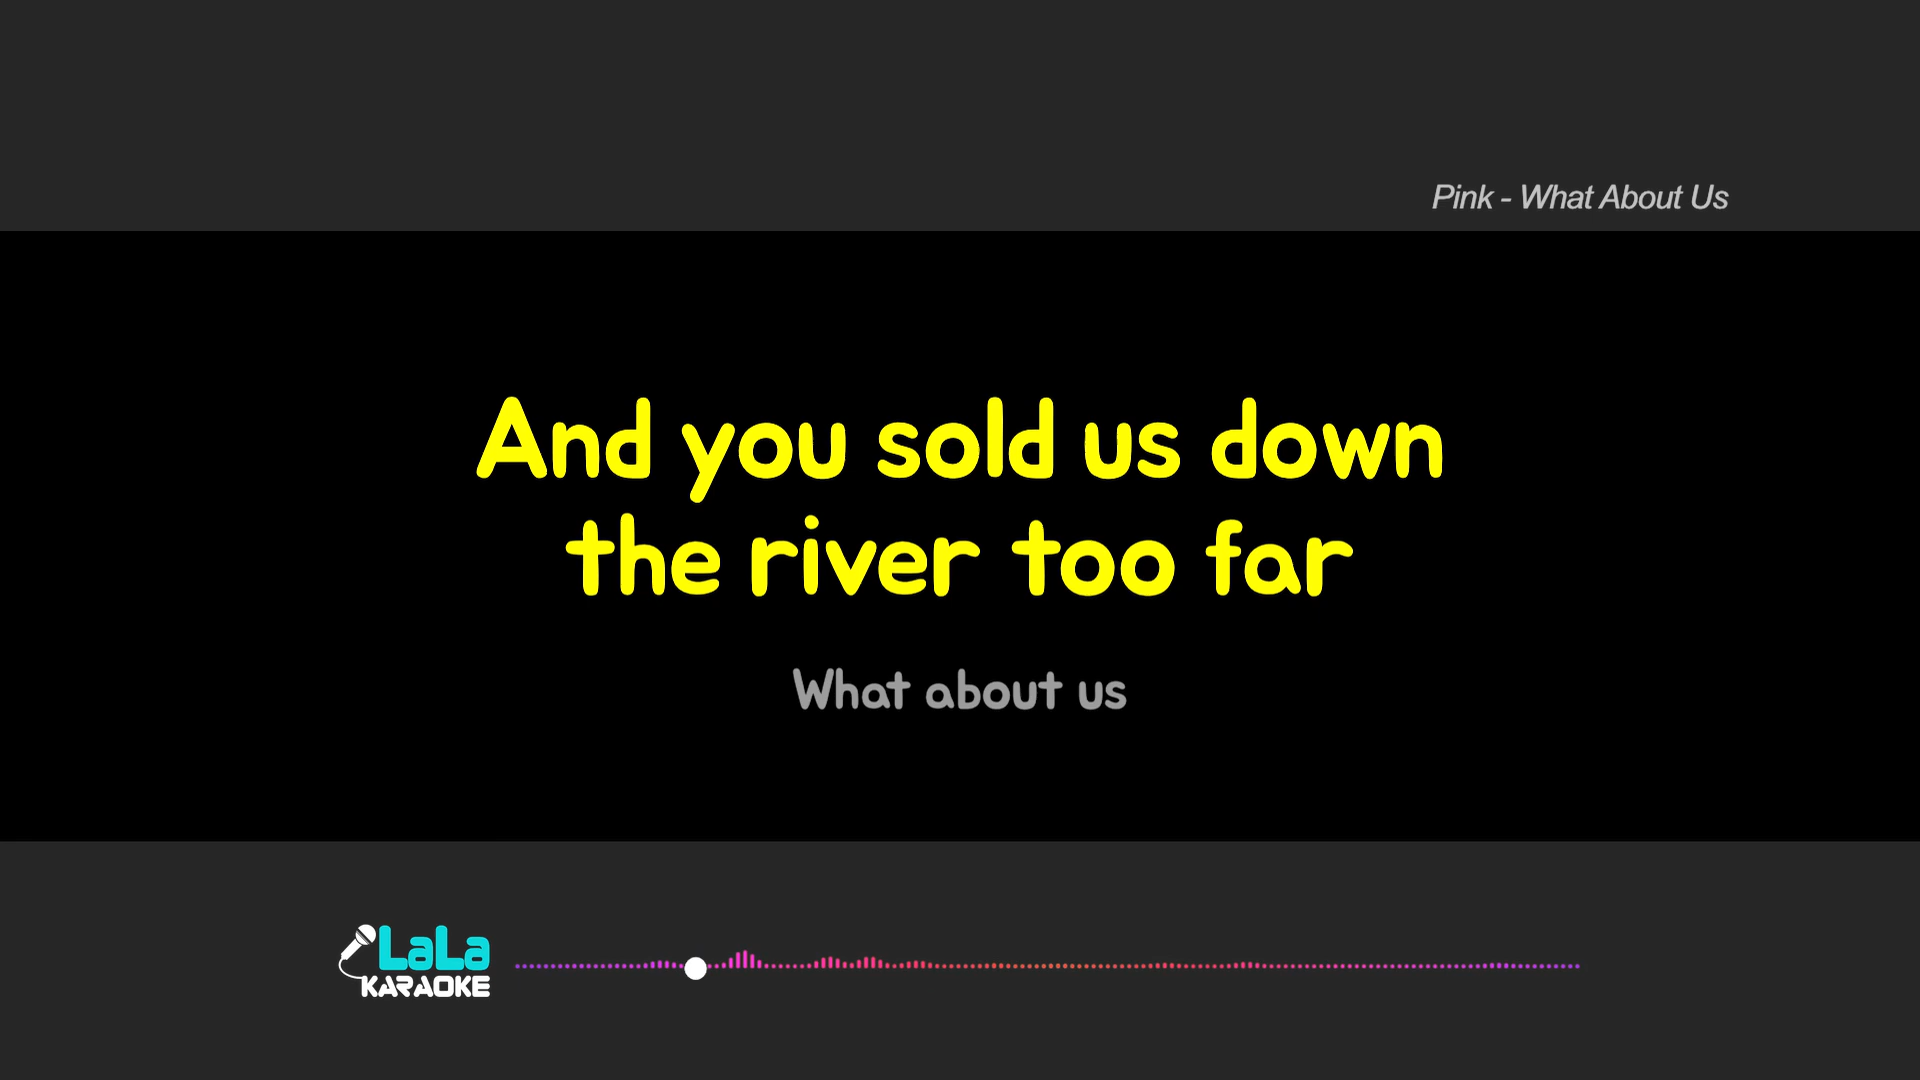 Pink - What About Us
And you sold us down
the river too far
What about us
LaLa
KARAOKE